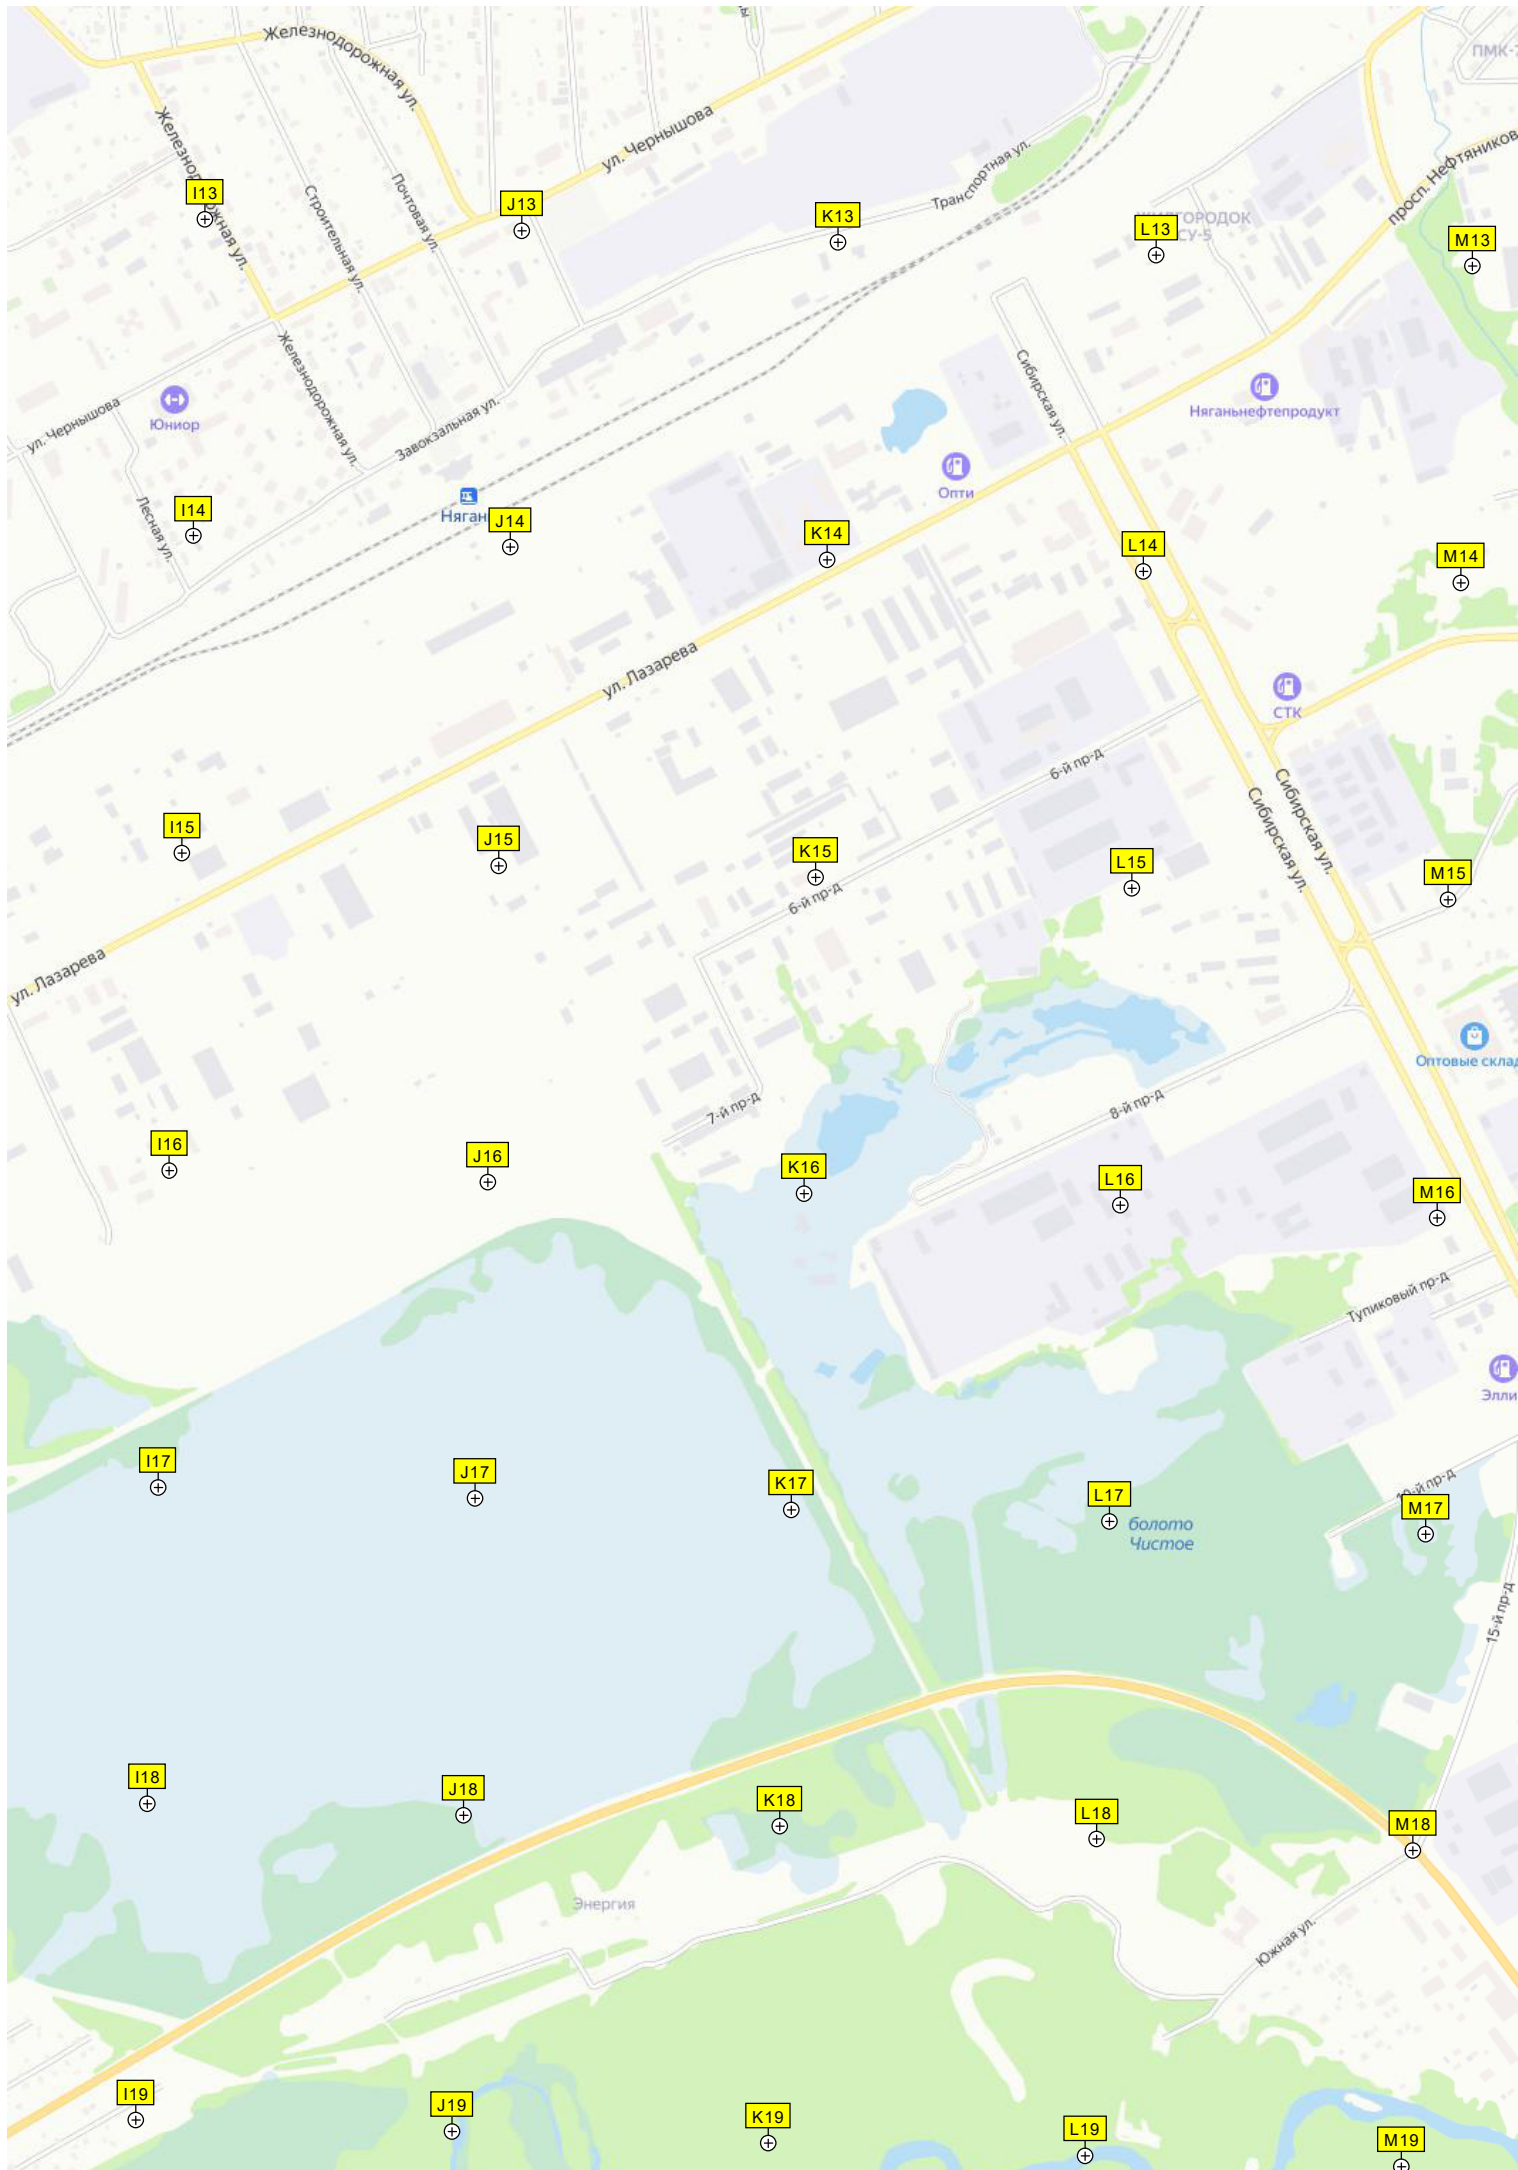 Железнодорожная ул.
ПМК-
Железнодорожная ул.
ул. Чернышова
просп. Нефтяников
Транспортная ул.
Строительная ул.
Почтовая ул.
I13
J13
K13
L13
M13
Железнодорожная ул.
Сибирская ул.
Няганьнефтепродукт
ул. Чернышова
Юниор
Завокзальная ул.
Опти
Лесная ул.
I14
J14
K14
L14
M14
ул. Лазарева
СТК
6-й пр-д
Сибирская ул.
Сибирская ул.
I15
J15
K15
L15
M15
6-й пр-д
ул. Лазарева
Оптовые склад
7-й пр-д
8-й пр-д
I16
J16
K16
L16
M16
Тупиковый пр-д
Элли
I17
J17
K17
L17
M17
10-й пр-д
болото
Чистое
15-й пр-д
I18
J18
K18
L18
M18
Энергия
Южная ул.
I19
J19
K19
L19
M19